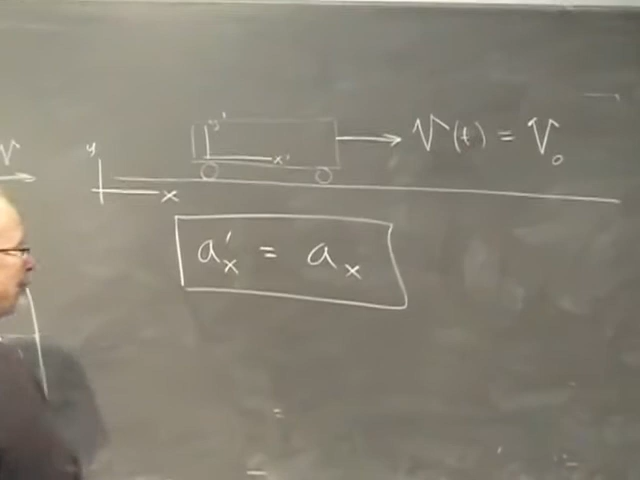 V
y
y'
x'
V(t) = V₀
x
a'ₓ = aₓ